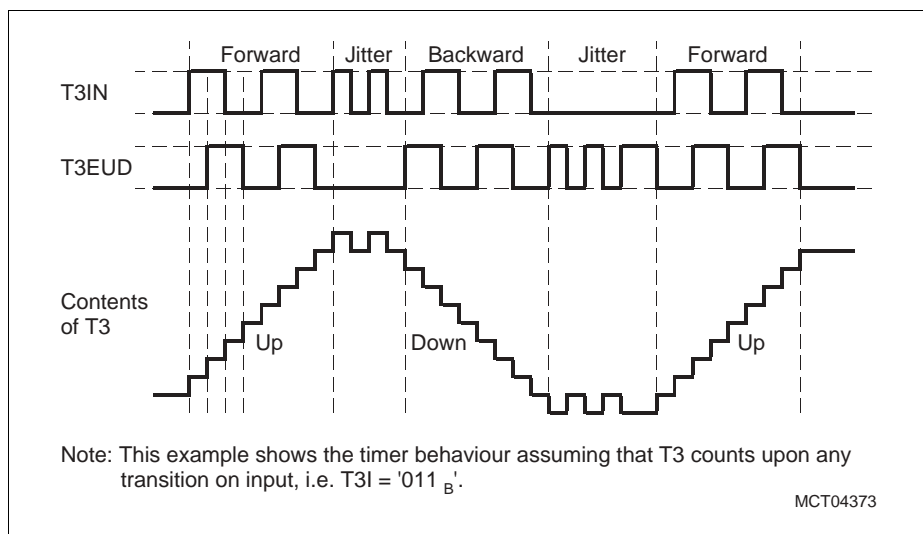 Forward Jitter Backward Jitter Forward
T3IN
T3EUD
Contents
of T3
Up Down Up
Note: This example shows the timer behaviour assuming that T3 counts upon any
transition on input, i.e. T3I = '011 B'.
MCT04373